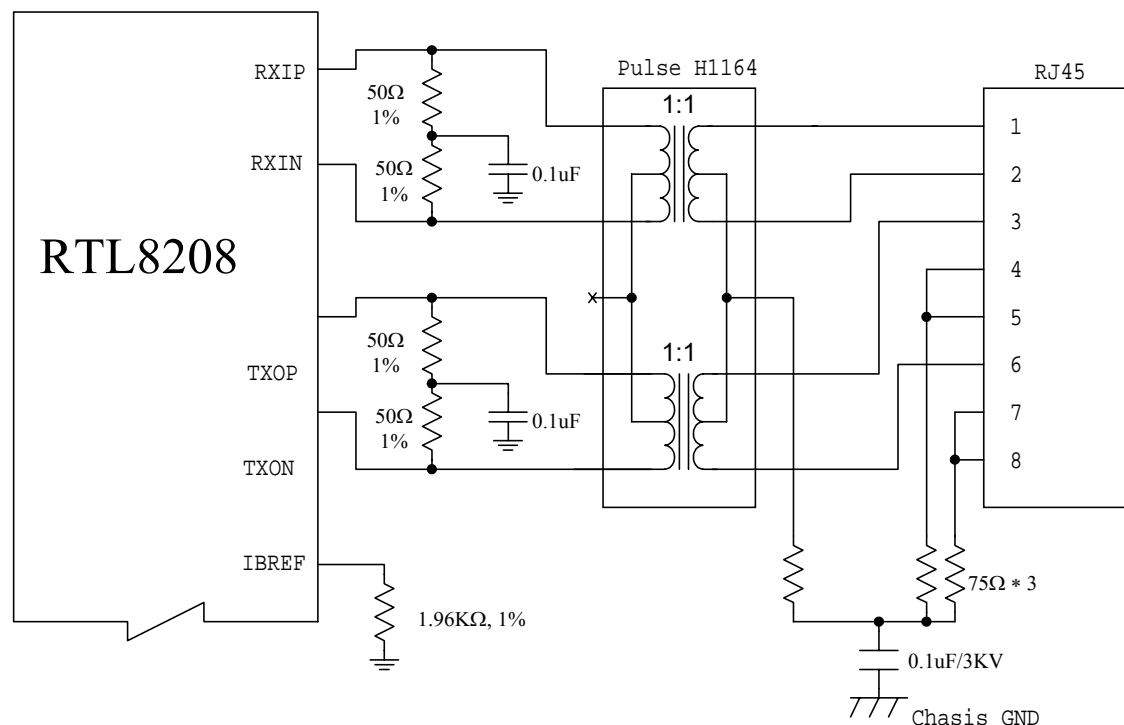 Pulse H1164
RJ45
RXIP
50Ω
1%
1:1
1
RXIN
50Ω
1%
0.1uF
2
3
RTL8208
4
5
50Ω
1%
1:1
6
TXOP
7
50Ω
1%
0.1uF
8
TXON
IBREF
75Ω * 3
1.96KΩ, 1%
0.1uF/3KV
Chasis GND